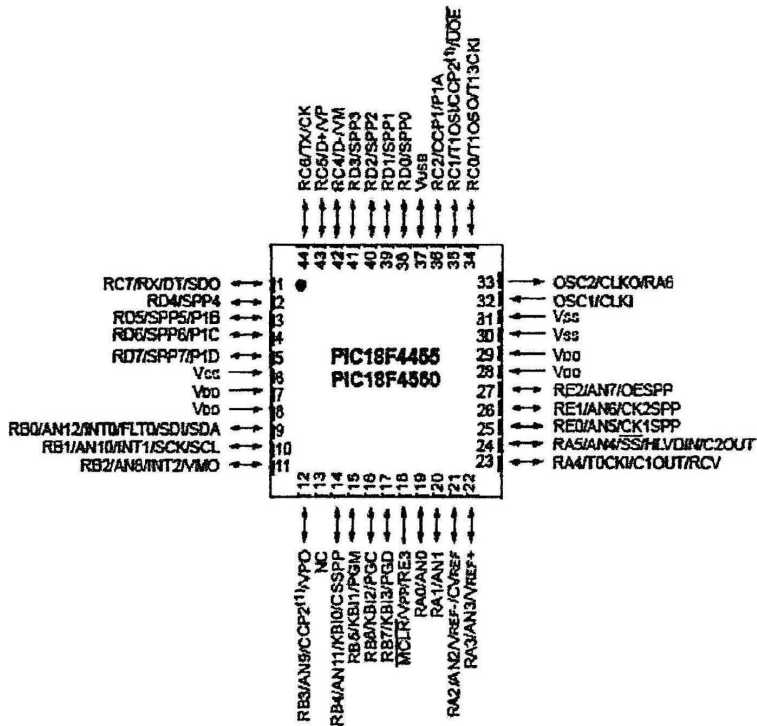 RC6/TX/CK
RC5/D+/VP
RC4/D-/VM
RD3/SPP3
RD2/SPP2
RD1/SPP1
RD0/SPP0
VUSB
RC2/CCP1/P1A
RC1/T1OSI/CCP2(1)/UOE
RC0/T1OSO/T13CKI
44
43
42
41
40
39
38
37
36
35
34
RC7/RX/DT/SDO 1
RD4/SPP4 2
RD5/SPP5/P1B 3
RD6/SPP6/P1C 4
RD7/SPP7/P1D 5
Vss 6
VDD 7
VDD 8
RB0/AN12/INT0/FLT0/SDI/SDA 9
RB1/AN10/INT1/SCK/SCL 10
RB2/AN8/INT2/VMO 11
PIC18F4455
PIC18F4550
33 OSC2/CLKO/RA6
32 OSC1/CLKI
31 Vss
30 Vss
29 VDD
28 VDD
27 RE2/AN7/OESPP
26 RE1/AN6/CK2SPP
25 RE0/AN5/CK1SPP
24 RA5/AN4/SS/HLVDIN/C2OUT
23 RA4/T0CKI/C1OUT/RCV
12
13
14
15
16
17
18
19
20
21
22
RB3/AN9/CCP2(1)/VPO
NC
RB4/AN11/KBI0/CSSPP
RB5/KBI1/PGM
RB6/KBI2/PGC
RB7/KBI3/PGD
MCLR/VPP/RE3
RA0/AN0
RA1/AN1
RA2/AN2/VREF-/CVREF
RA3/AN3/VREF+